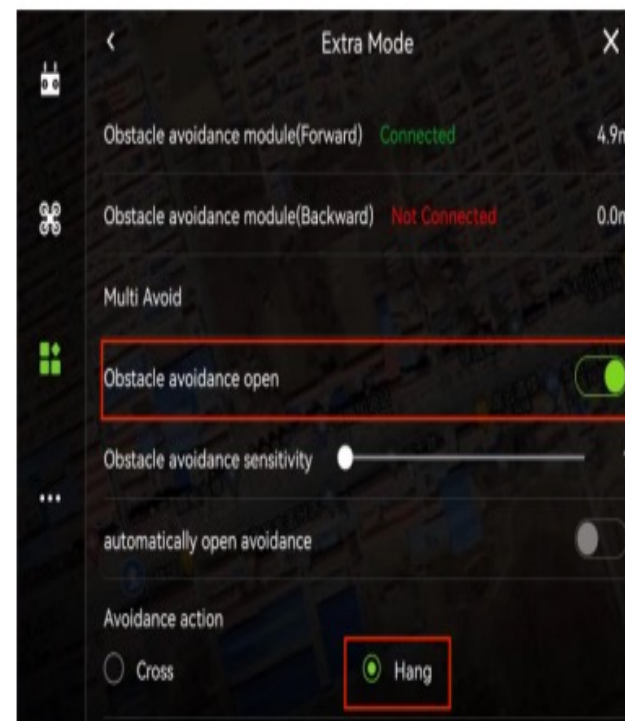 Extra Mode
Obstacle avoidance module(Forward) Connected 4.9m
Obstacle avoidance module(Backward) Not Connected 0.0m
Multi Avoid
Obstacle avoidance open
Obstacle avoidance sensitivity
automatically open avoidance
Avoidance action
Cross Hang